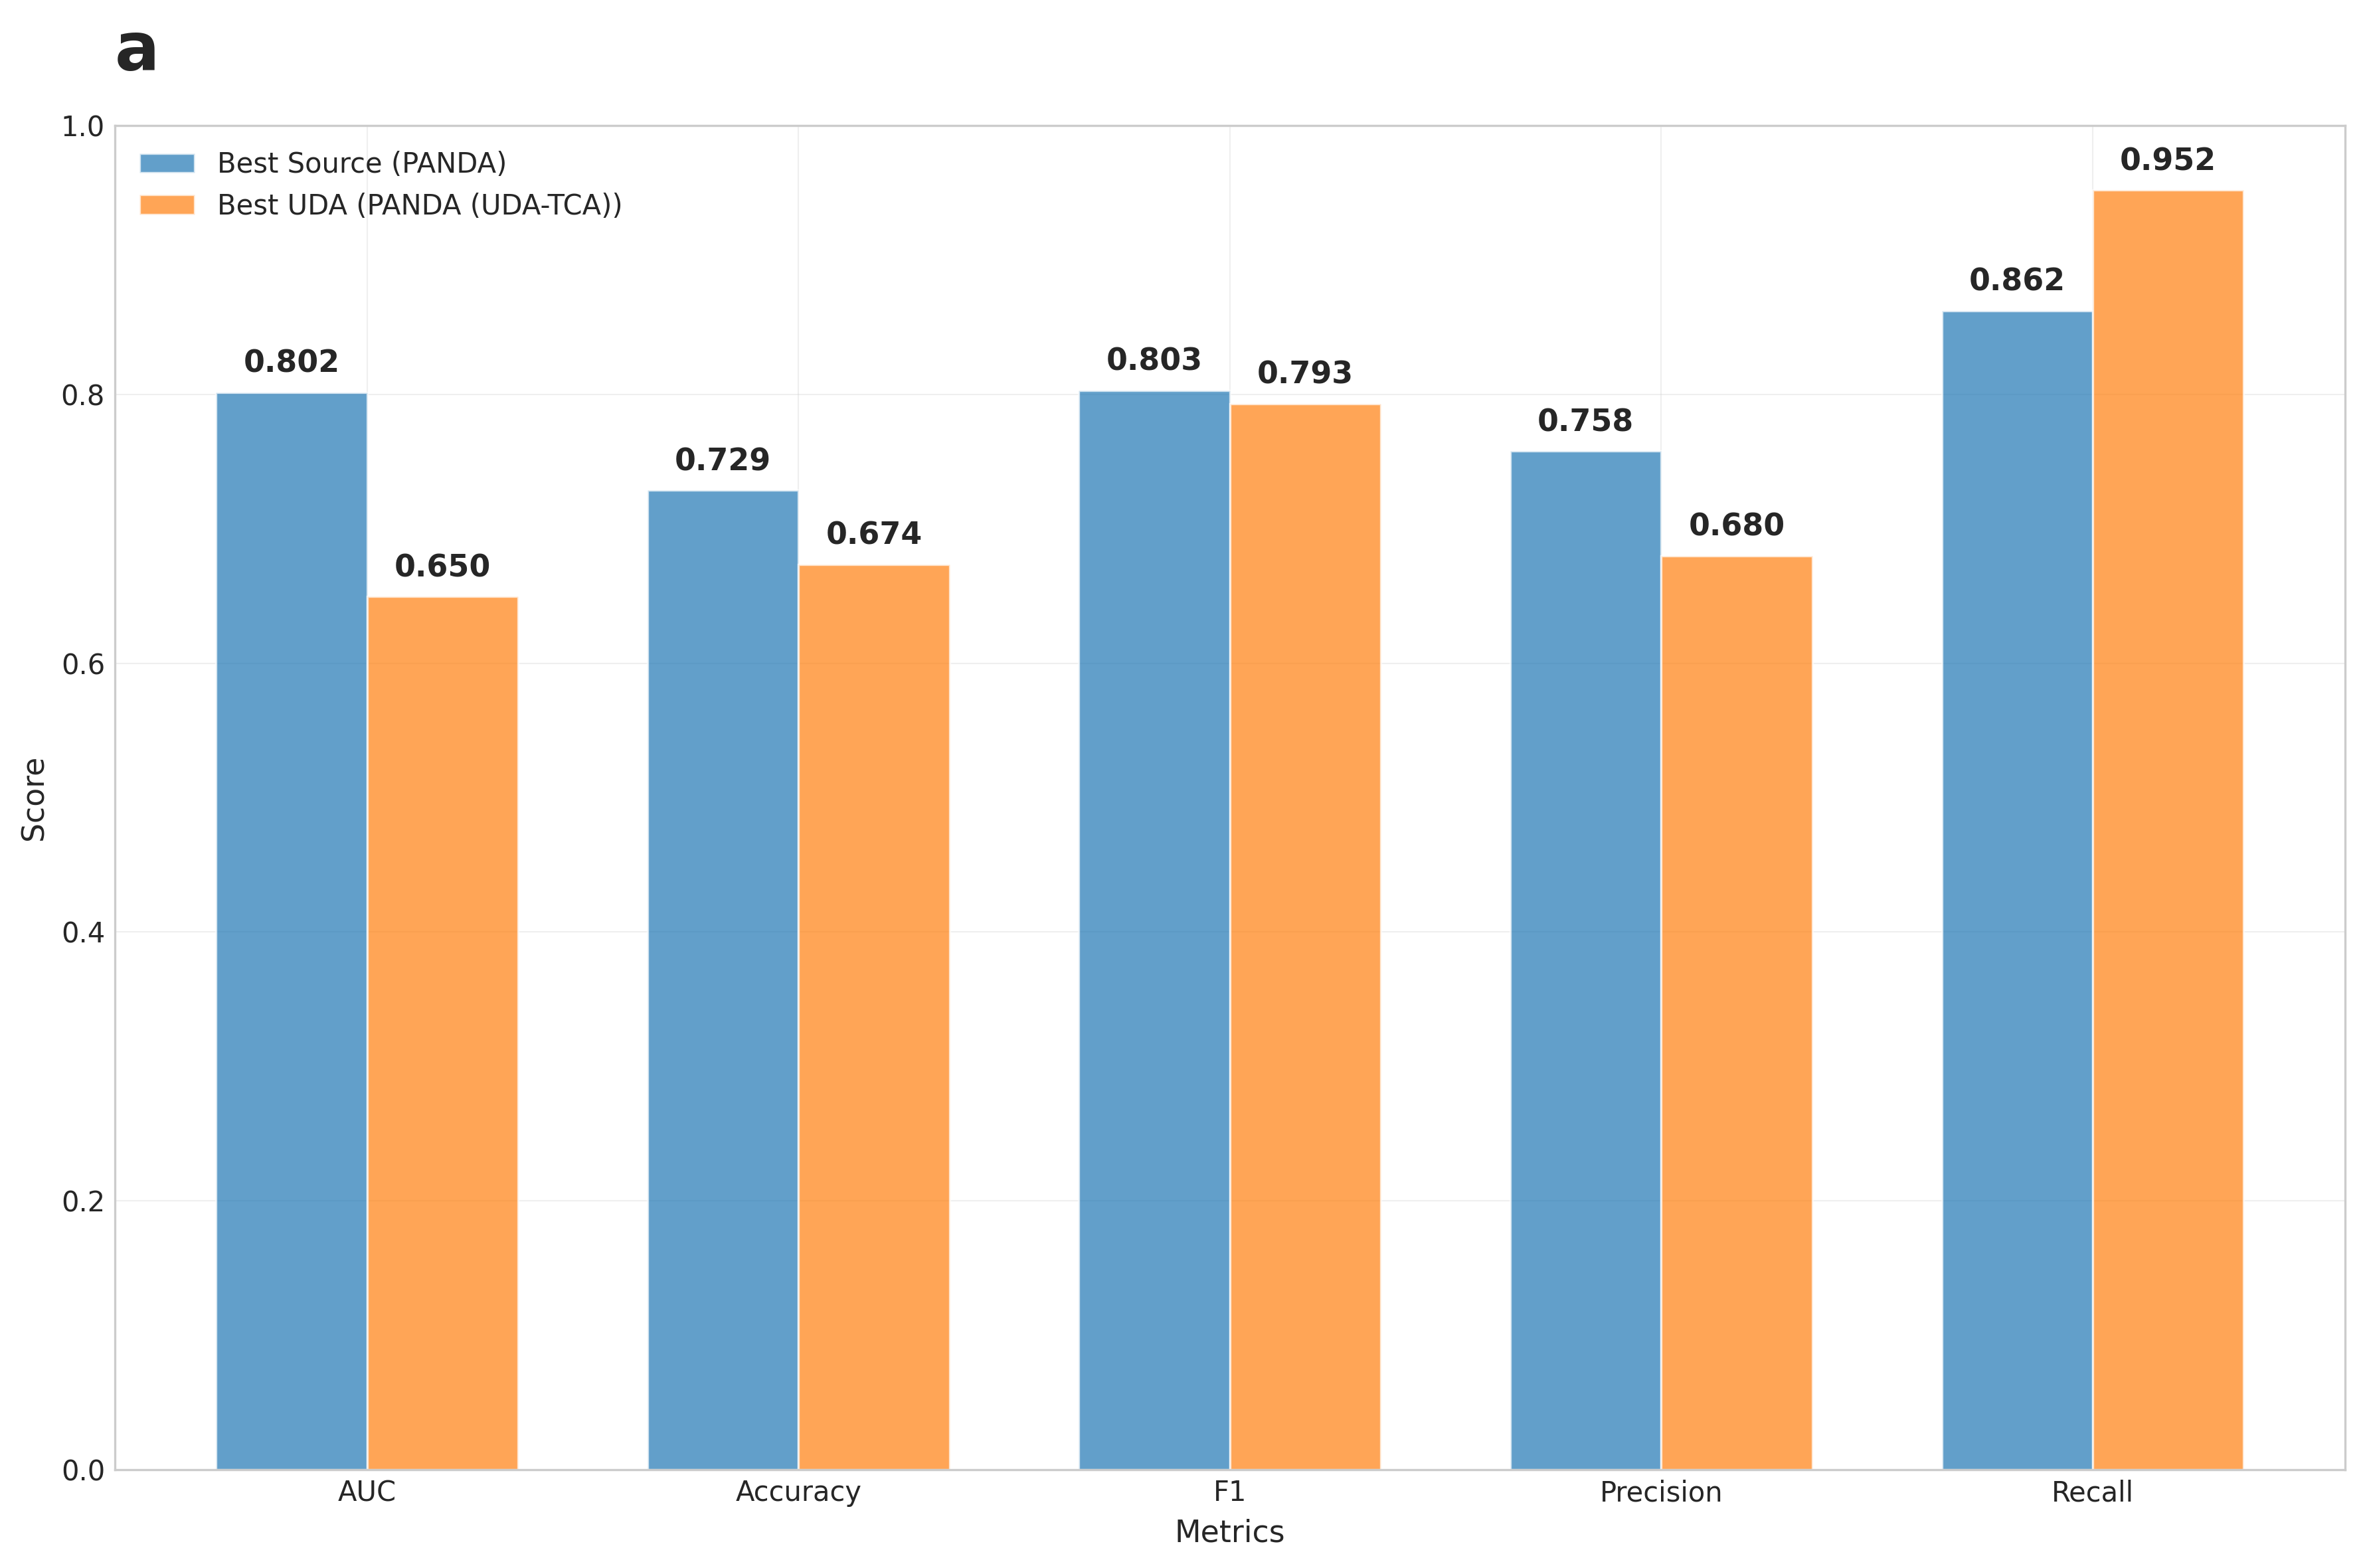 a
1.0
0.8
0.6
0.4
0.2
0.0
Score
Best Source (PANDA)
Best UDA (PANDA (UDA-TCA))
0.802
0.650
0.729
0.674
0.803
0.793
0.758
0.680
0.862
0.952
AUC
Accuracy
F1
Precision
Recall
Metrics